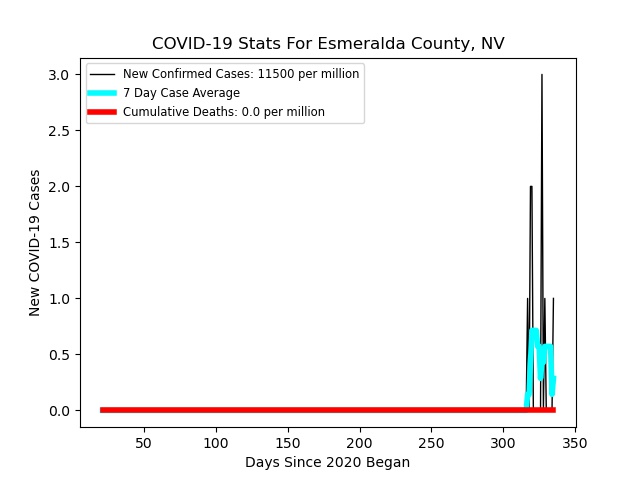 COVID-19 Stats For Esmeralda County, NV
New Confirmed Cases: 11500 per million
7 Day Case Average
Cumulative Deaths: 0.0 per million
New COVID-19 Cases
3.0
2.5
2.0
1.5
1.0
0.5
0.0
50 100 150 200 250 300 350
Days Since 2020 Began